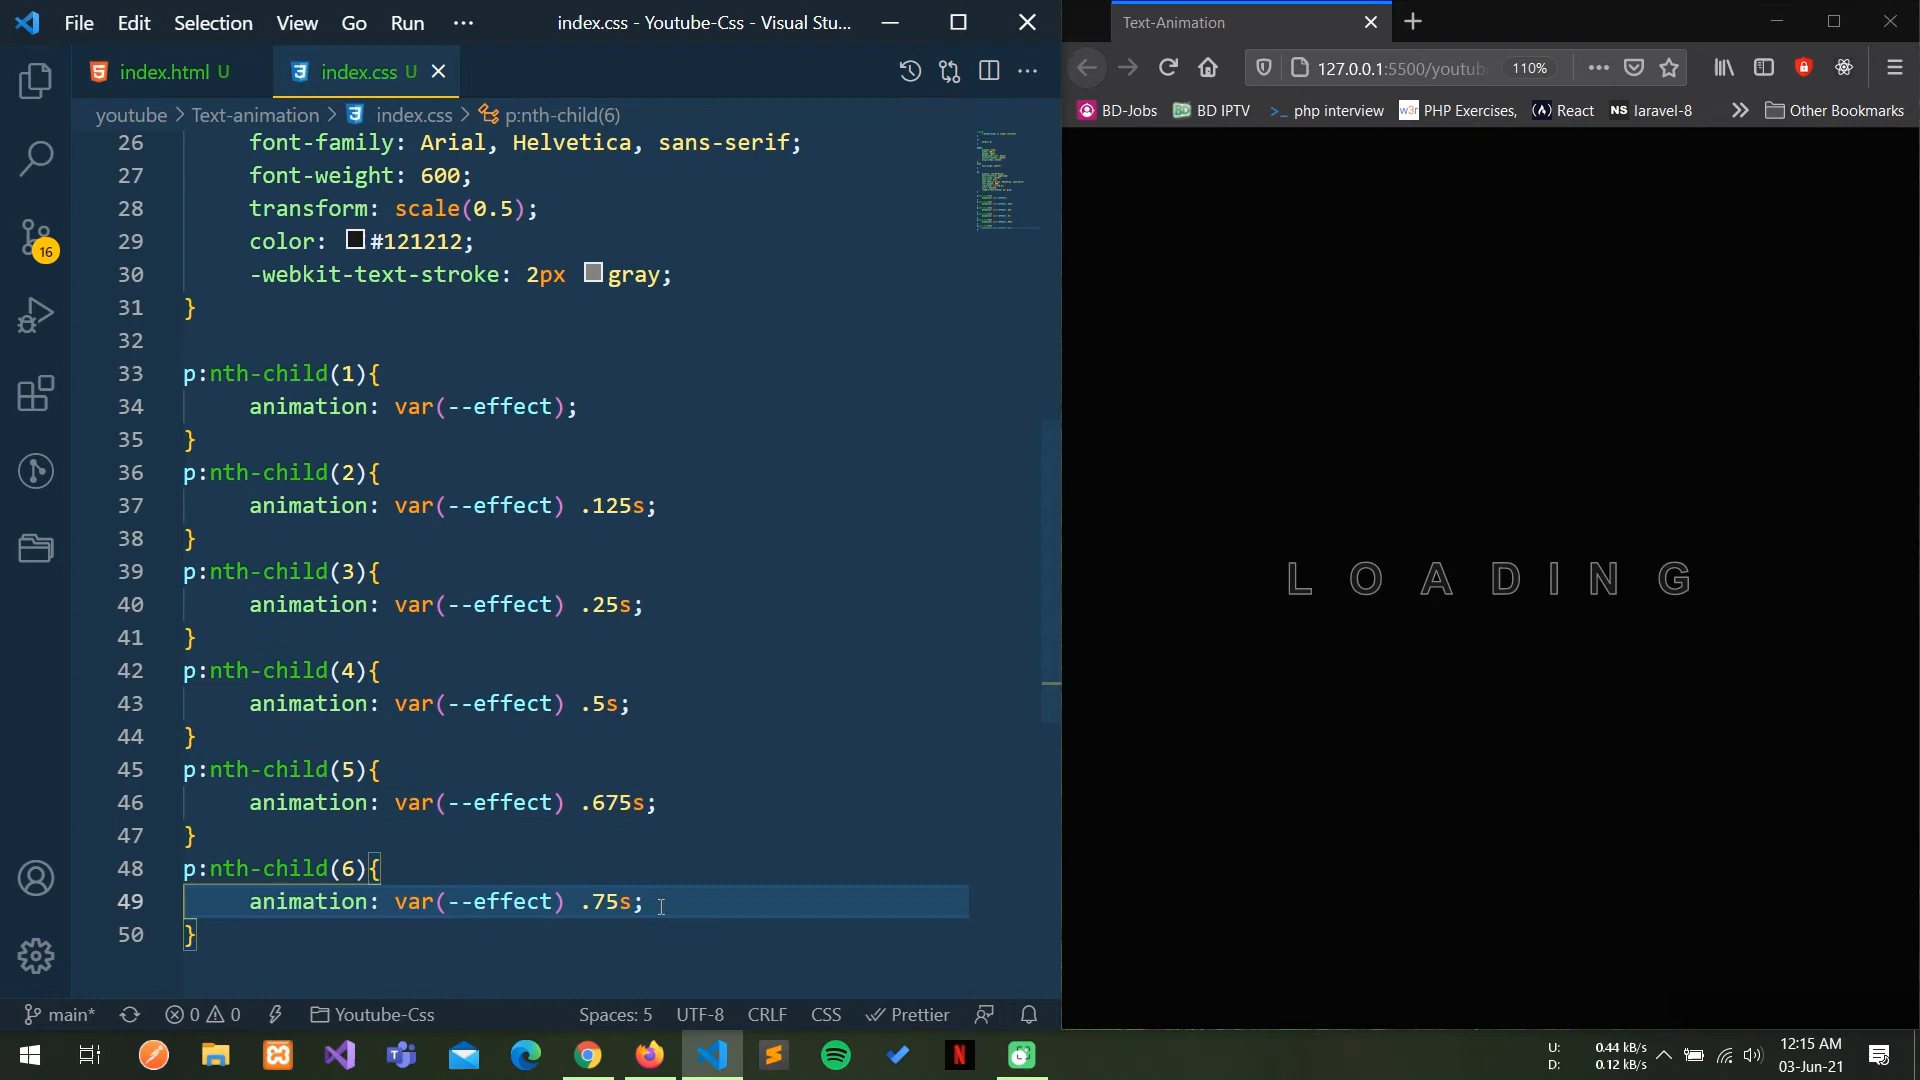 File Edit Selection View Go Run ··· index.css - Youtube-Css - Visual Stu...
index.html U index.css U
youtube > Text-animation > index.css > p:nth-child(6)
26 font-family: Arial, Helvetica, sans-serif;
27 font-weight: 600;
28 transform: scale(0.5);
29 color: #121212;
30 -webkit-text-stroke: 2px gray;
31 }
32
33 p:nth-child(1){
34 animation: var(--effect);
35 }
36 p:nth-child(2){
37 animation: var(--effect) .125s;
38 }
39 p:nth-child(3){
40 animation: var(--effect) .25s;
41 }
42 p:nth-child(4){
43 animation: var(--effect) .5s;
44 }
45 p:nth-child(5){
46 animation: var(--effect) .675s;
47 }
48 p:nth-child(6){
49 animation: var(--effect) .75s;
50 }
16
main* 0 0 Youtube-Css Spaces: 5 UTF-8 CRLF CSS Prettier
Text-Animation
127.0.0.1:5500/youtub 110%
BD-Jobs BD IPTV php interview PHP Exercises, React NS laravel-8 Other Bookmarks
L O A D I N G
U: 0.44 kB/s
D: 0.12 kB/s
12:15 AM
03-Jun-21